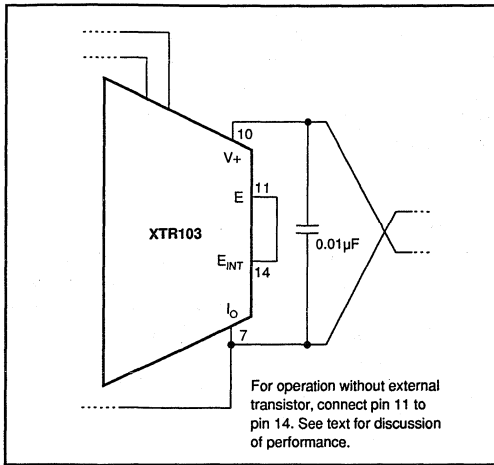 10
V+
11
E
XTR103
0.01µF
E_INT
14
I_O
7
For operation without external
transistor, connect pin 11 to
pin 14. See text for discussion
of performance.